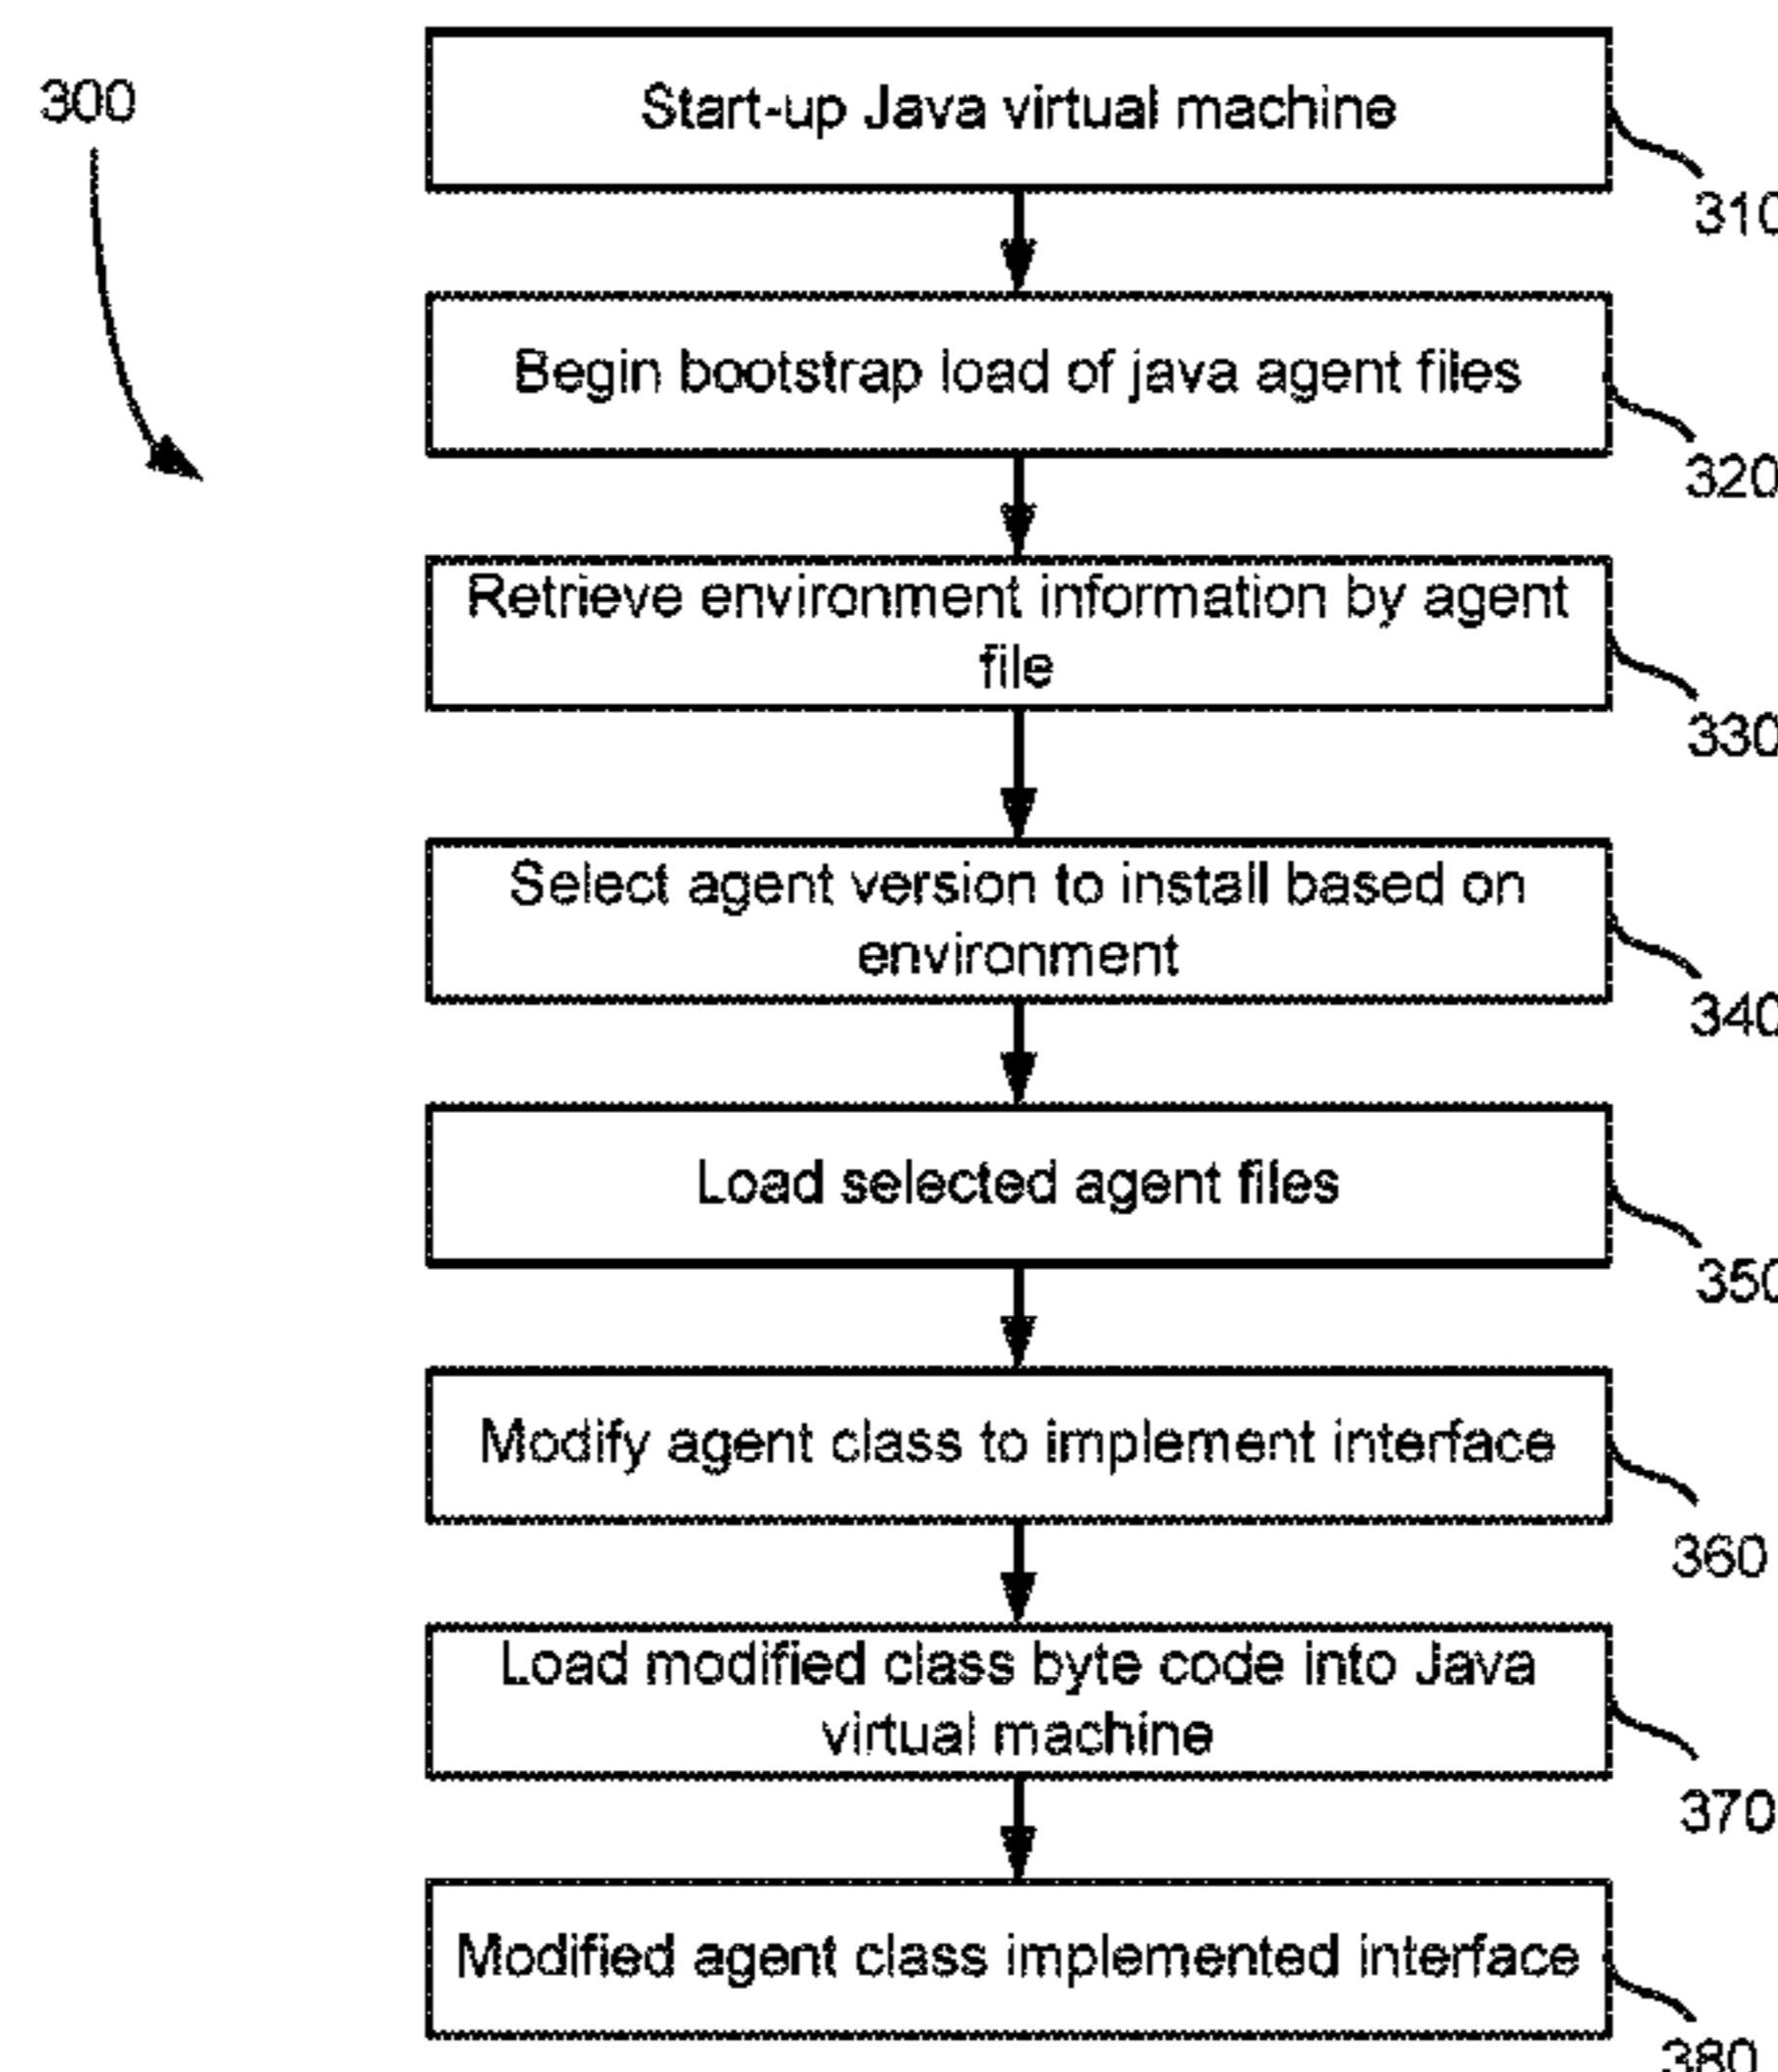 300
Start-up Java virtual machine
310
Begin bootstrap load of java agent files
320
Retrieve environment information by agent
file
330
Select agent version to install based on
environment
340
Load selected agent files
350
Modify agent class to implement interface
360
Load modified class byte code into Java
virtual machine
370
Modified agent class implemented interface
380